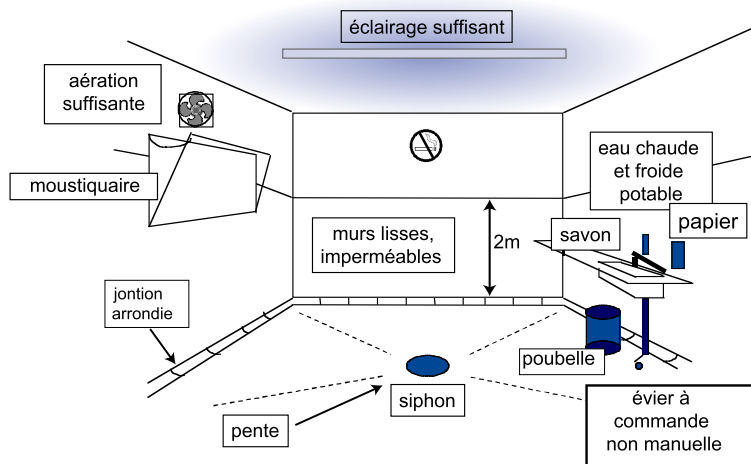 éclairage suffisant
aération
suffisante
moustiquaire
eau chaude
et froide
potable
papier
savon
murs lisses,
imperméables
2m
jontion
arrondie
poubelle
siphon
pente
évier à
commande
non manuelle